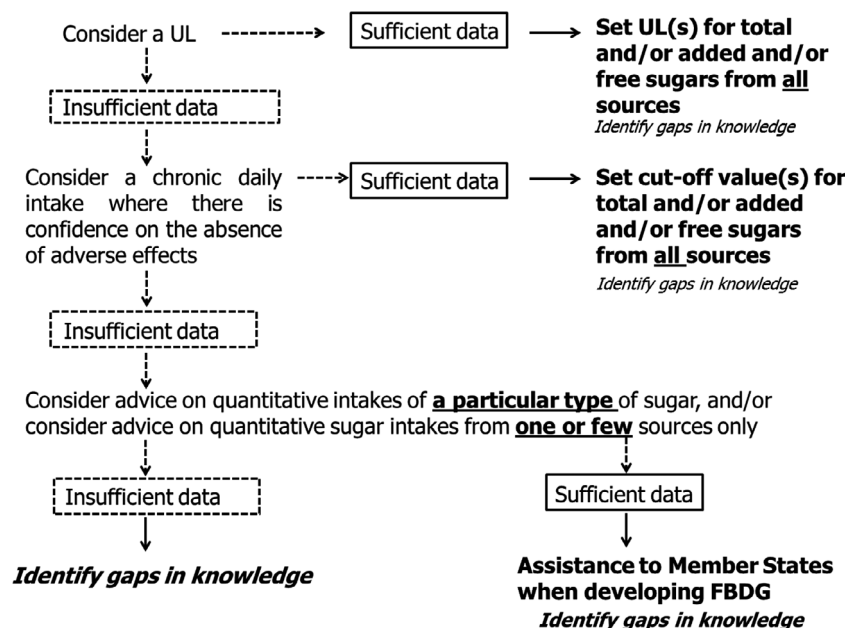 Consider a UL
Sufficient data
Set UL(s) for total
and/or added and/or
free sugars from all
sources
Identify gaps in knowledge
Insufficient data
Consider a chronic daily
intake where there is
confidence on the absence
of adverse effects
Sufficient data
Set cut-off value(s) for
total and/or added
and/or free sugars
from all sources
Identify gaps in knowledge
Insufficient data
Consider advice on quantitative intakes of a particular type of sugar, and/or
consider advice on quantitative sugar intakes from one or few sources only
Insufficient data
Sufficient data
Identify gaps in knowledge
Assistance to Member States
when developing FBDG
Identify gaps in knowledge